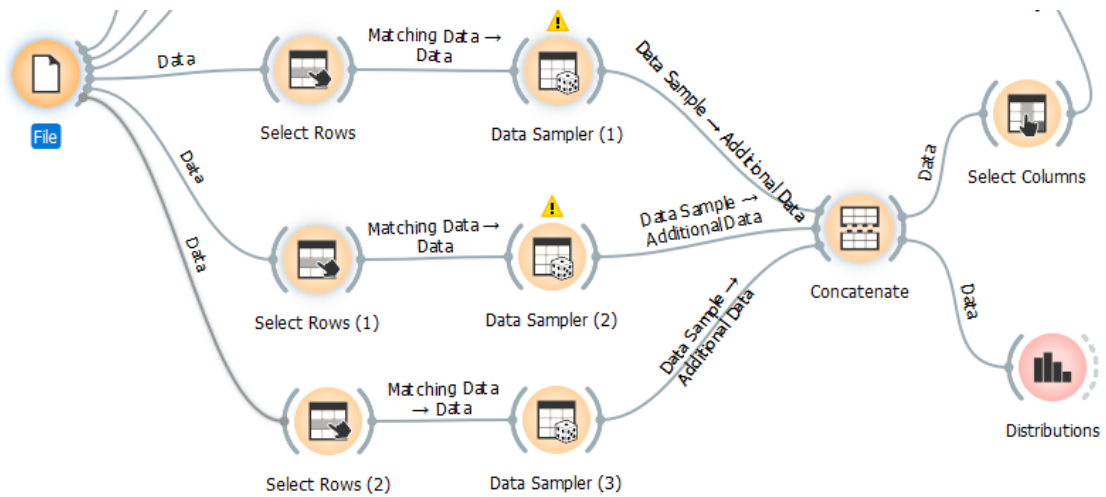 Matching Data →
Data
Data
File
Select Rows
Data Sampler (1)
Data Sample → Additional Data
Select Columns
Data
Data
Matching Data →
Data
Data Sample →
Additional Data
Select Rows (1)
Data Sampler (2)
Concatenate
Data
Data
Data Sample →
Additional Data
Matching Data
→ Data
Distributions
Select Rows (2)
Data Sampler (3)